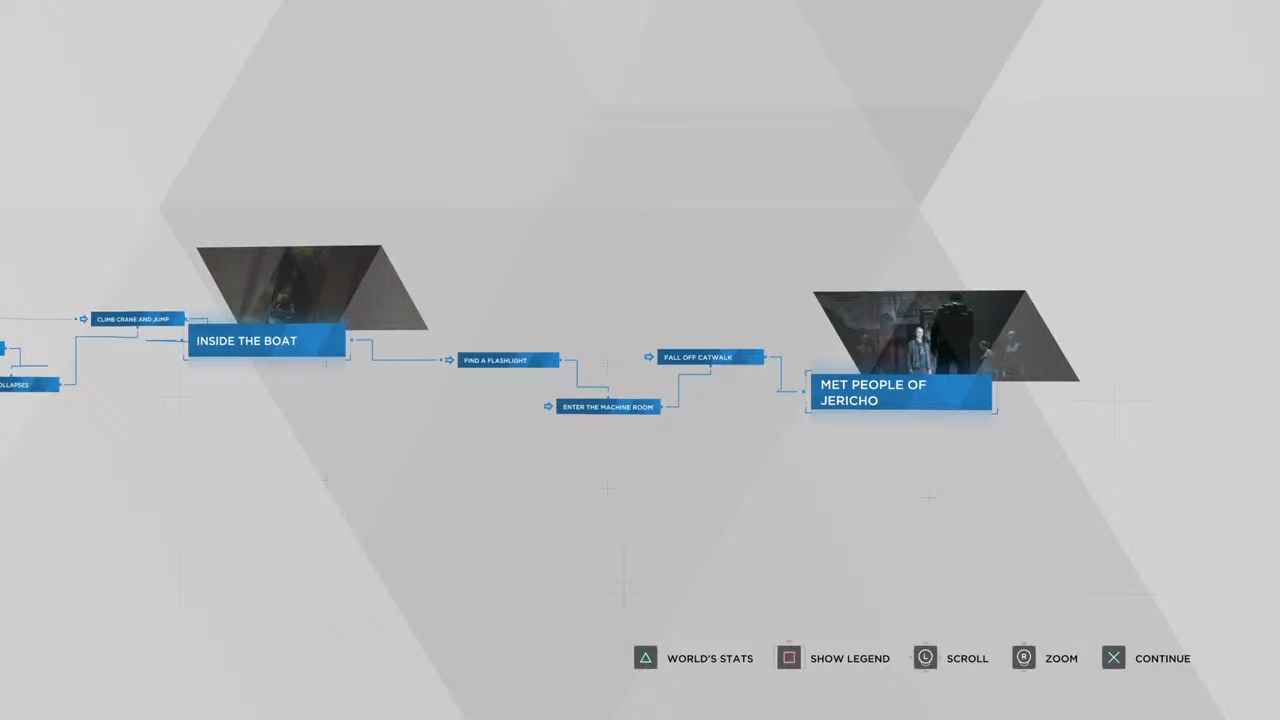 CLIMB CRANE AND JUMP
INSIDE THE BOAT
OLLAPSES
FIND A FLASHLIGHT
ENTER THE MACHINE ROOM
FALL OFF CATWALK
MET PEOPLE OF
JERICHO
WORLD'S STATS
SHOW LEGEND
L
SCROLL
R
ZOOM
CONTINUE